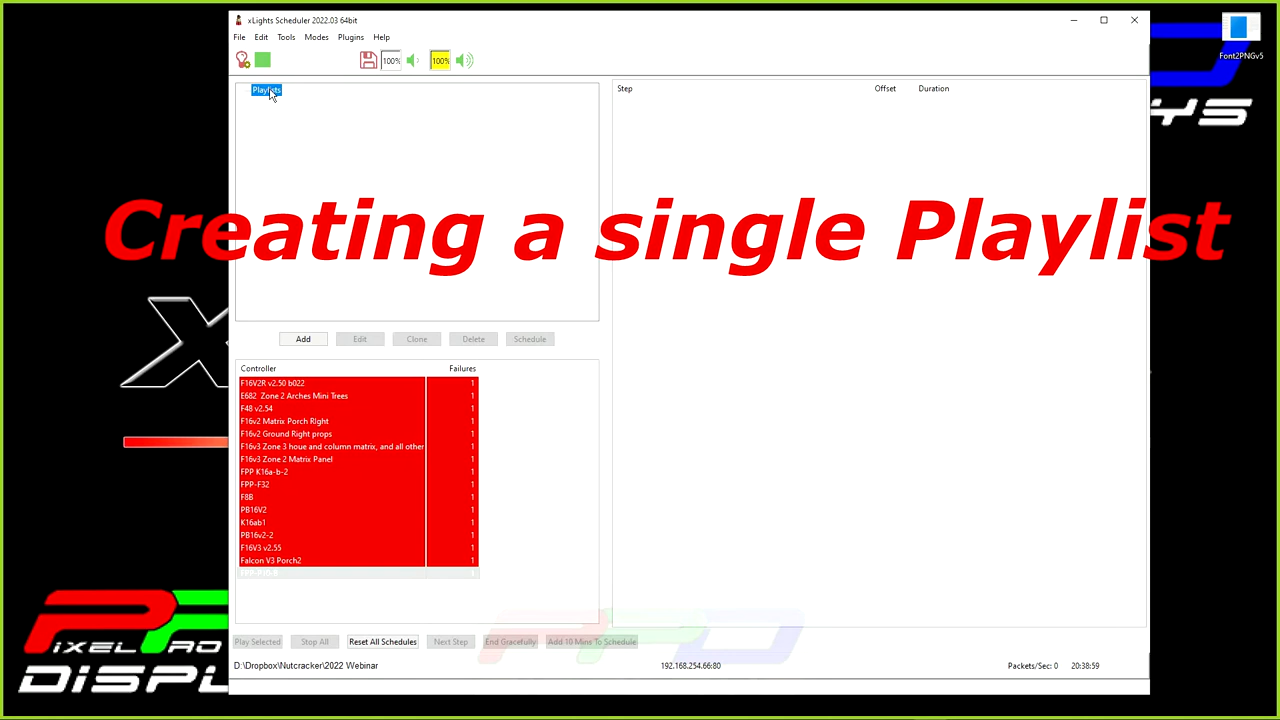 xLights Scheduler 2022.03 64bit
File Edit Tools Modes Plugins Help
100% 100%
Font2PNGv5
Playlists
Step Offset Duration
Creating a single Playlist
Add Edit Clone Delete Schedule
Controller Failures
F16V2R v2.50 b022 1
E682 Zone 2 Arches Mini Trees 1
F48 v2.54 1
F16v2 Matrix Porch RIght 1
F16v2 Ground Right props 1
F16v3 Zone 3 houe and column matrix, and all other 1
F16v3 Zone 2 Matrix Panel 1
FPP K16a-b-2 1
FPP-F32 1
F8B 1
PB16V2 1
K16ab1 1
PB16v2-2 1
F16V3 v2.55 1
Falcon V3 Porch2 1
Play Selected Stop All Reset All Schedules Next Step End Gracefully Add 10 Mins To Schedule
D:\Dropbox\Nutcracker\2022 Webinar 192.168.254.66:80 Packets/Sec: 0 20:38:59